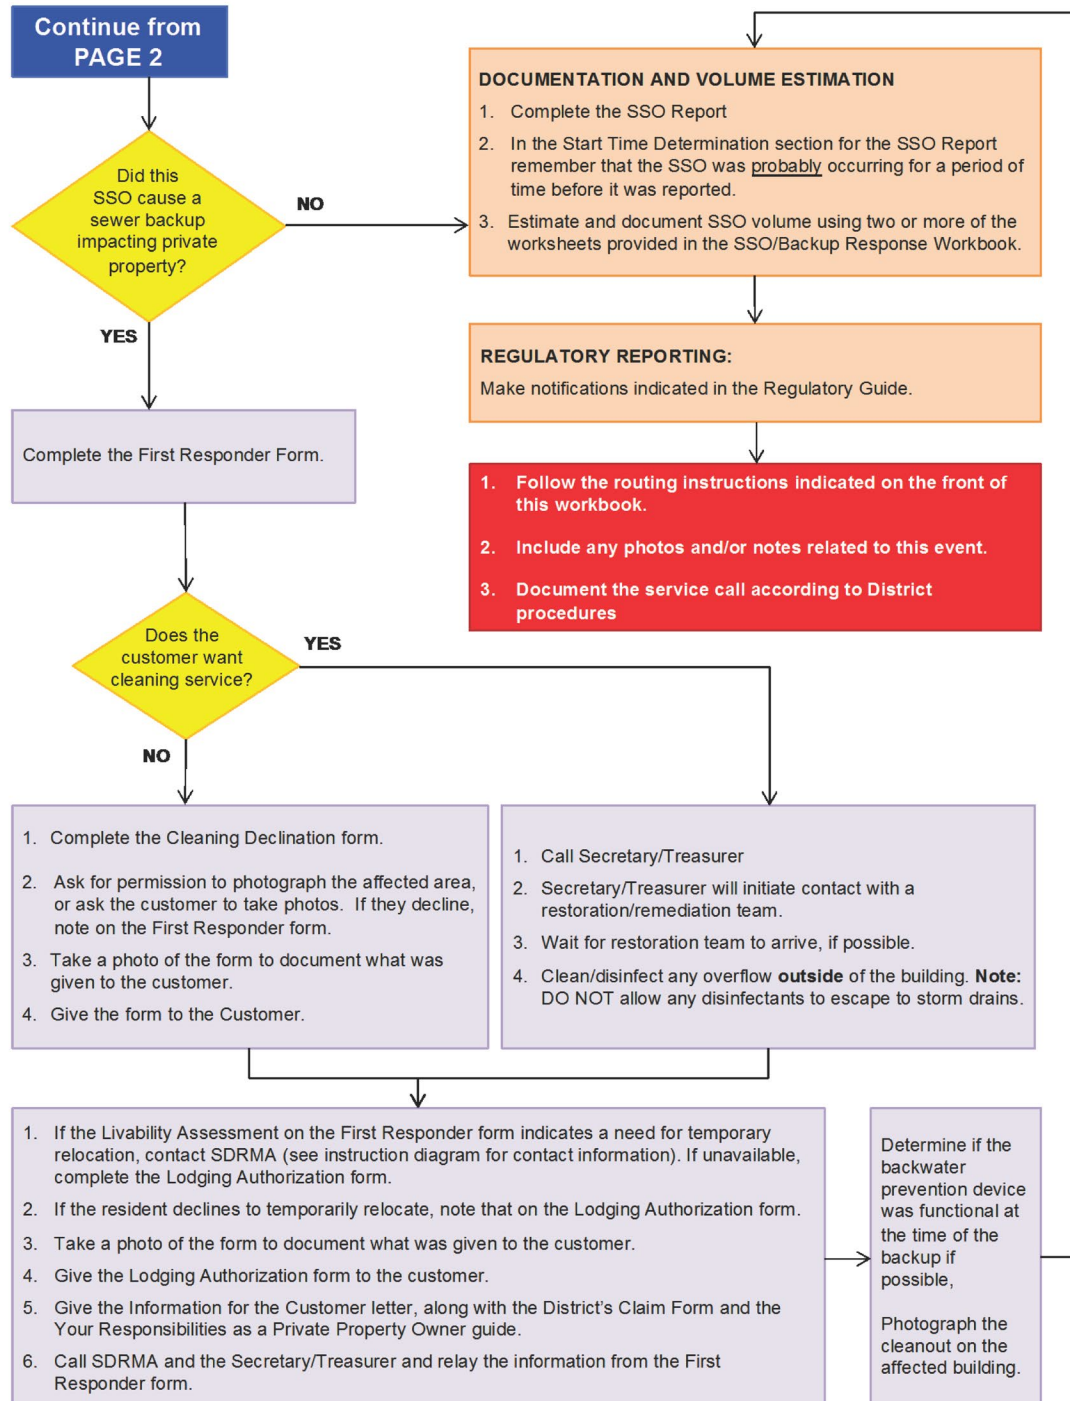 Continue from
PAGE 2
Did this
SSO cause a
sewer backup
impacting private
property?
NO
YES
DOCUMENTATION AND VOLUME ESTIMATION
1. Complete the SSO Report
2. In the Start Time Determination section for the SSO Report
remember that the SSO was probably occurring for a period of
time before it was reported.
3. Estimate and document SSO volume using two or more of the
worksheets provided in the SSO/Backup Response Workbook.
REGULATORY REPORTING:
Make notifications indicated in the Regulatory Guide.
1. Follow the routing instructions indicated on the front of
this workbook.
2. Include any photos and/or notes related to this event.
3. Document the service call according to District
procedures
Complete the First Responder Form.
Does the
customer want
cleaning service?
YES
NO
1. Complete the Cleaning Declination form.
2. Ask for permission to photograph the affected area,
or ask the customer to take photos. If they decline,
note on the First Responder form.
3. Take a photo of the form to document what was
given to the customer.
4. Give the form to the Customer.
1. Call Secretary/Treasurer
2. Secretary/Treasurer will initiate contact with a
restoration/remediation team.
3. Wait for restoration team to arrive, if possible.
4. Clean/disinfect any overflow outside of the building. Note:
DO NOT allow any disinfectants to escape to storm drains.
1. If the Livability Assessment on the First Responder form indicates a need for temporary
relocation, contact SDRMA (see instruction diagram for contact information). If unavailable,
complete the Lodging Authorization form.
2. If the resident declines to temporarily relocate, note that on the Lodging Authorization form.
3. Take a photo of the form to document what was given to the customer.
4. Give the Lodging Authorization form to the customer.
5. Give the Information for the Customer letter, along with the District's Claim Form and the
Your Responsibilities as a Private Property Owner guide.
6. Call SDRMA and the Secretary/Treasurer and relay the information from the First
Responder form.
Determine if the
backwater
prevention device
was functional at
the time of the
backup if
possible,
Photograph the
cleanout on the
affected building.